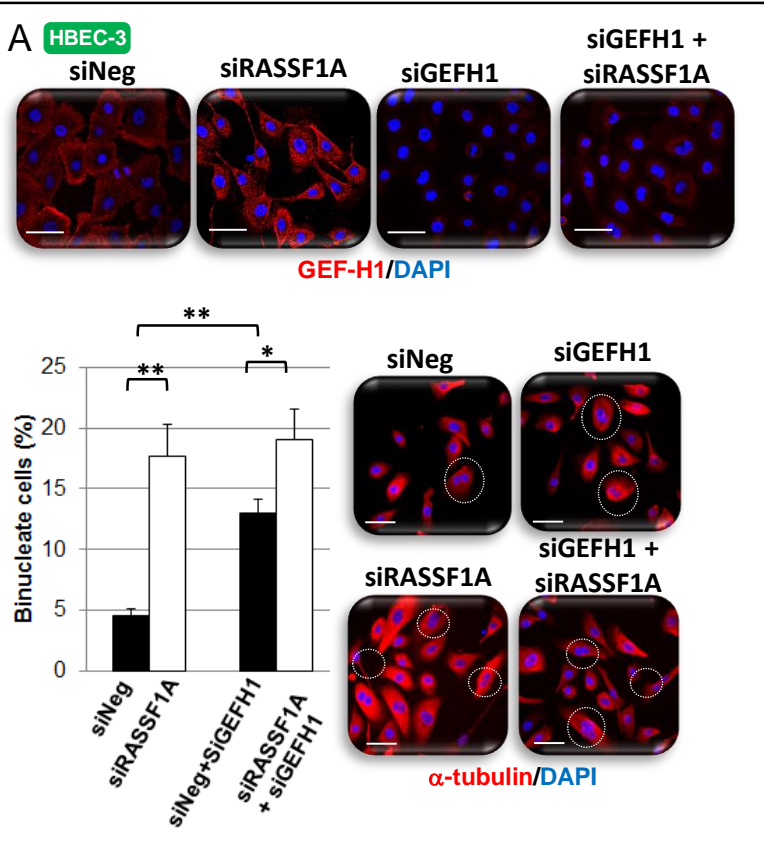 A HBEC-3
siNeg siRASSF1A siGEFH1 siGEFH1 +
siRASSF1A
GEF-H1/DAPI
**
** *
25
20
15
10
5
0
Binucleate cells (%)
siNeg
siRASSF1A
siNeg+SiGEFH1
siRASSF1A
+ siGEFH1
siNeg siGEFH1
siRASSF1A siGEFH1 +
siRASSF1A
α-tubulin/DAPI